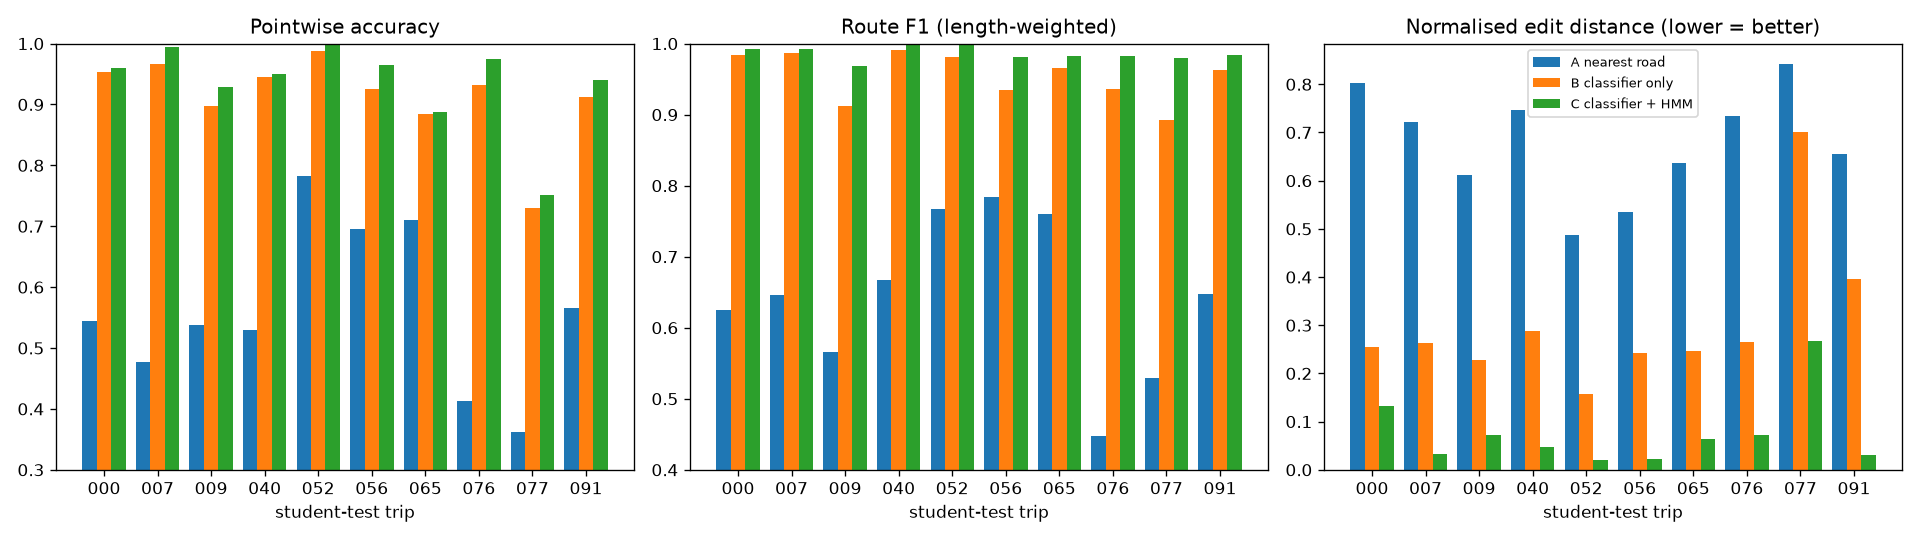 Pointwise accuracy
1.0
0.9
0.8
0.7
0.6
0.5
0.4
0.3
000 007 009 040 052 056 065 076 077 091
student-test trip
Route F1 (length-weighted)
1.0
0.9
0.8
0.7
0.6
0.5
0.4
000 007 009 040 052 056 065 076 077 091
student-test trip
Normalised edit distance (lower = better)
A nearest road
B classifier only
C classifier + HMM
0.8
0.7
0.6
0.5
0.4
0.3
0.2
0.1
0.0
000 007 009 040 052 056 065 076 077 091
student-test trip